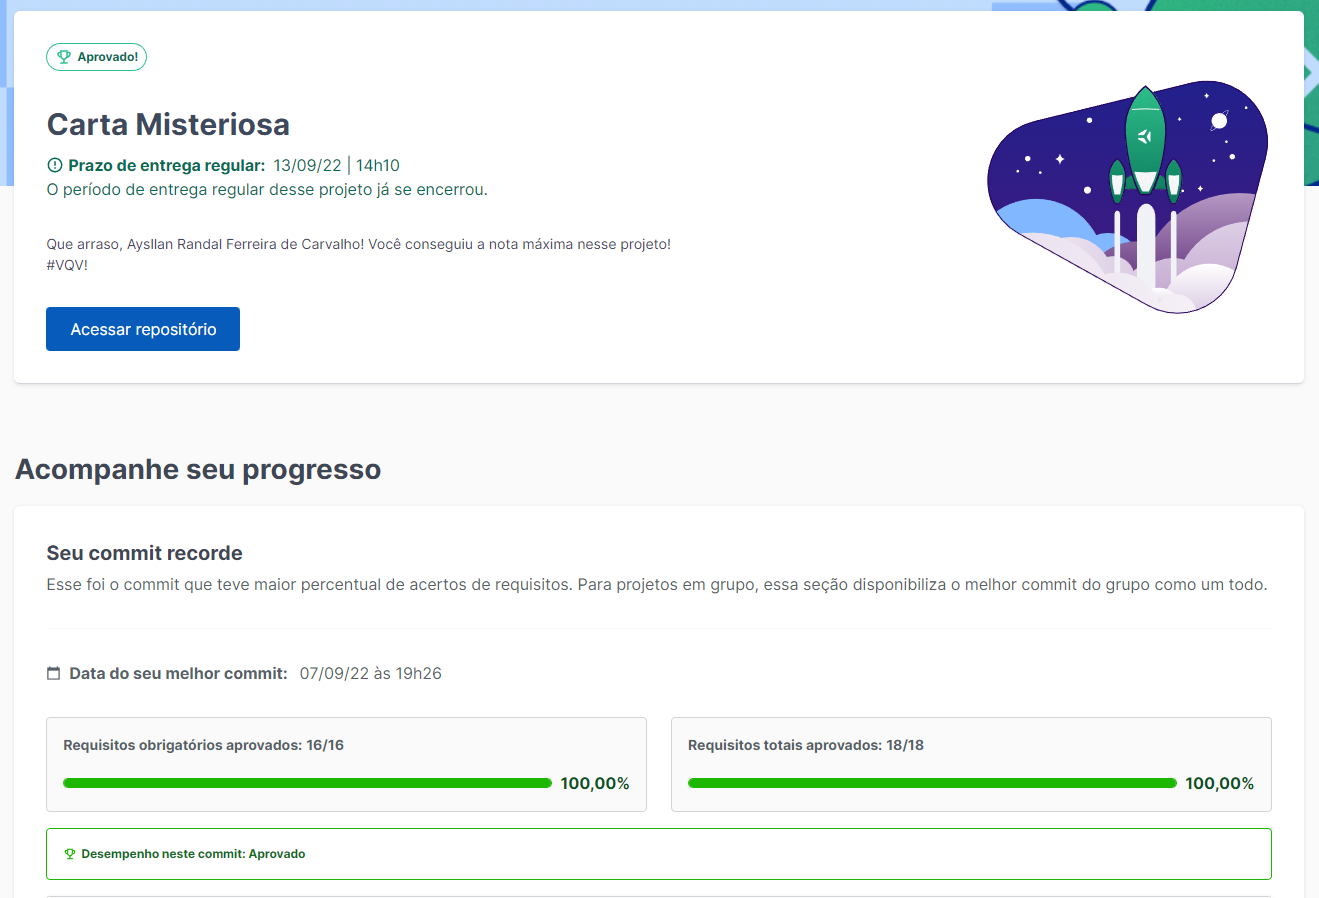 Aprovado!
Carta Misteriosa
Prazo de entrega regular: 13/09/22 | 14h10
O período de entrega regular desse projeto já se encerrou.
Que arraso, Aysllan Randal Ferreira de Carvalho! Você conseguiu a nota máxima nesse projeto!
#VQV!
Acessar repositório
Acompanhe seu progresso
Seu commit recorde
Esse foi o commit que teve maior percentual de acertos de requisitos. Para projetos em grupo, essa seção disponibiliza o melhor commit do grupo como um todo.
Data do seu melhor commit: 07/09/22 às 19h26
Requisitos obrigatórios aprovados: 16/16
100,00%
Requisitos totais aprovados: 18/18
100,00%
Desempenho neste commit: Aprovado